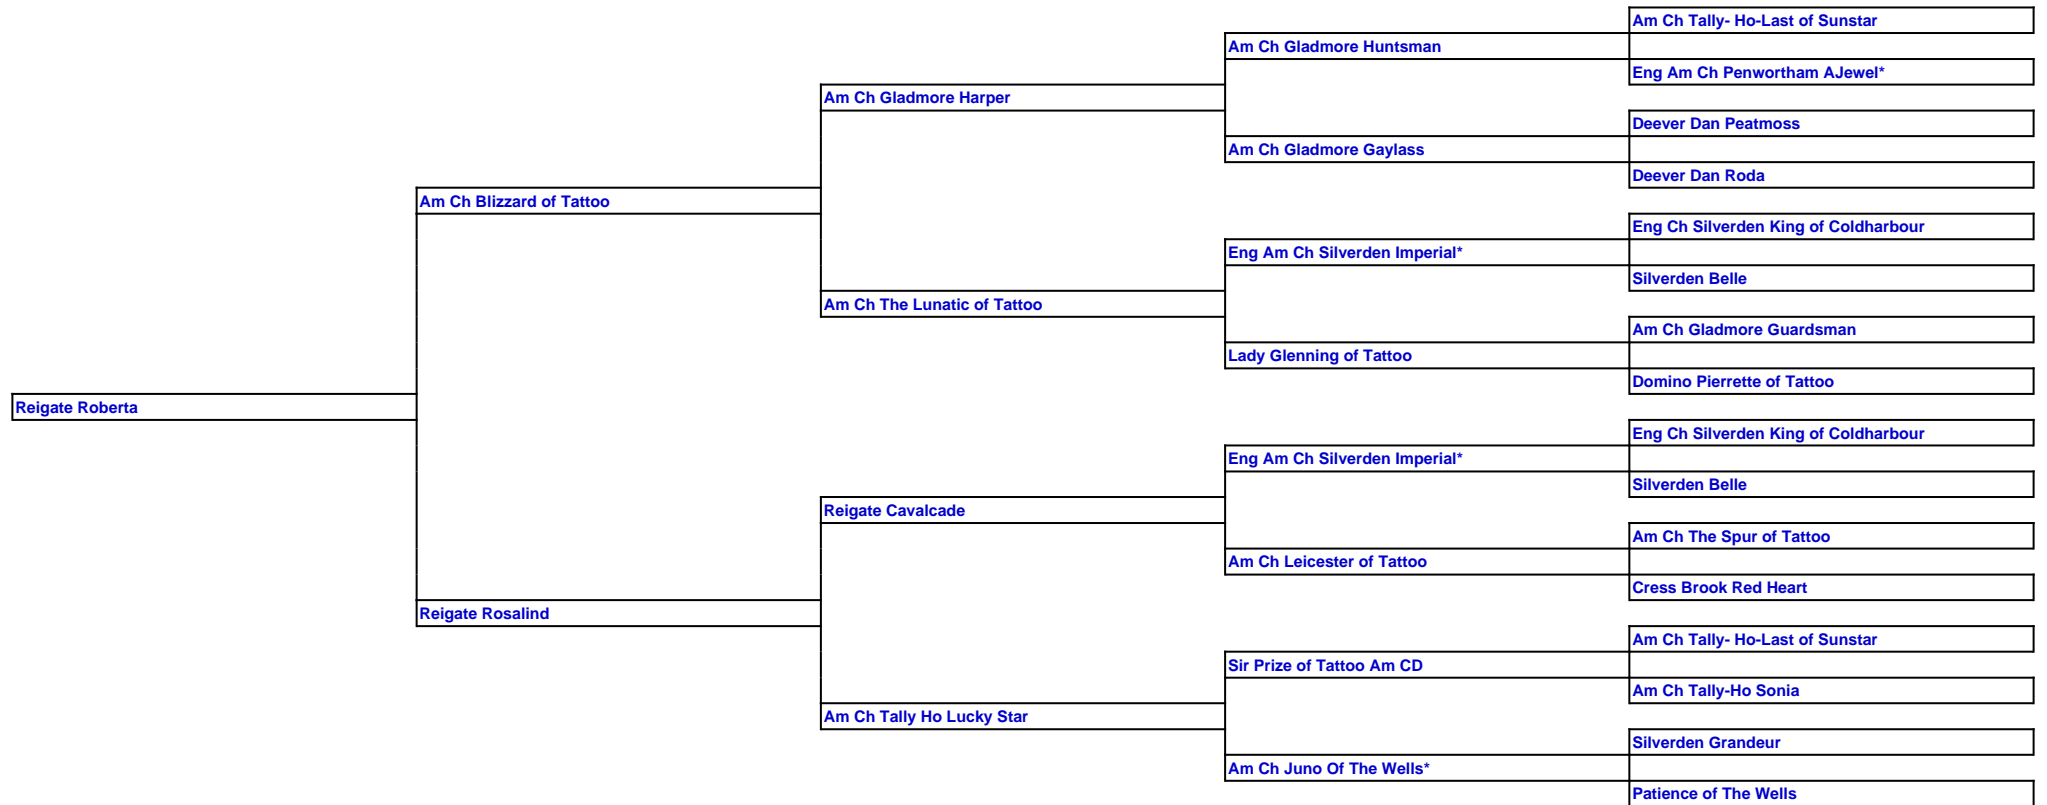 Am Ch Tally- Ho-Last of Sunstar
Am Ch Gladmore Huntsman
Eng Am Ch Penwortham AJewel*
Am Ch Gladmore Harper
Deever Dan Peatmoss
Am Ch Gladmore Gaylass
Deever Dan Roda
Am Ch Blizzard of Tattoo
Eng Ch Silverden King of Coldharbour
Eng Am Ch Silverden Imperial*
Silverden Belle
Am Ch The Lunatic of Tattoo
Am Ch Gladmore Guardsman
Lady Glenning of Tattoo
Domino Pierrette of Tattoo
Reigate Roberta
Eng Ch Silverden King of Coldharbour
Eng Am Ch Silverden Imperial*
Silverden Belle
Reigate Cavalcade
Am Ch The Spur of Tattoo
Am Ch Leicester of Tattoo
Cress Brook Red Heart
Reigate Rosalind
Am Ch Tally- Ho-Last of Sunstar
Sir Prize of Tattoo Am CD
Am Ch Tally-Ho Sonia
Am Ch Tally Ho Lucky Star
Silverden Grandeur
Am Ch Juno Of The Wells*
Patience of The Wells